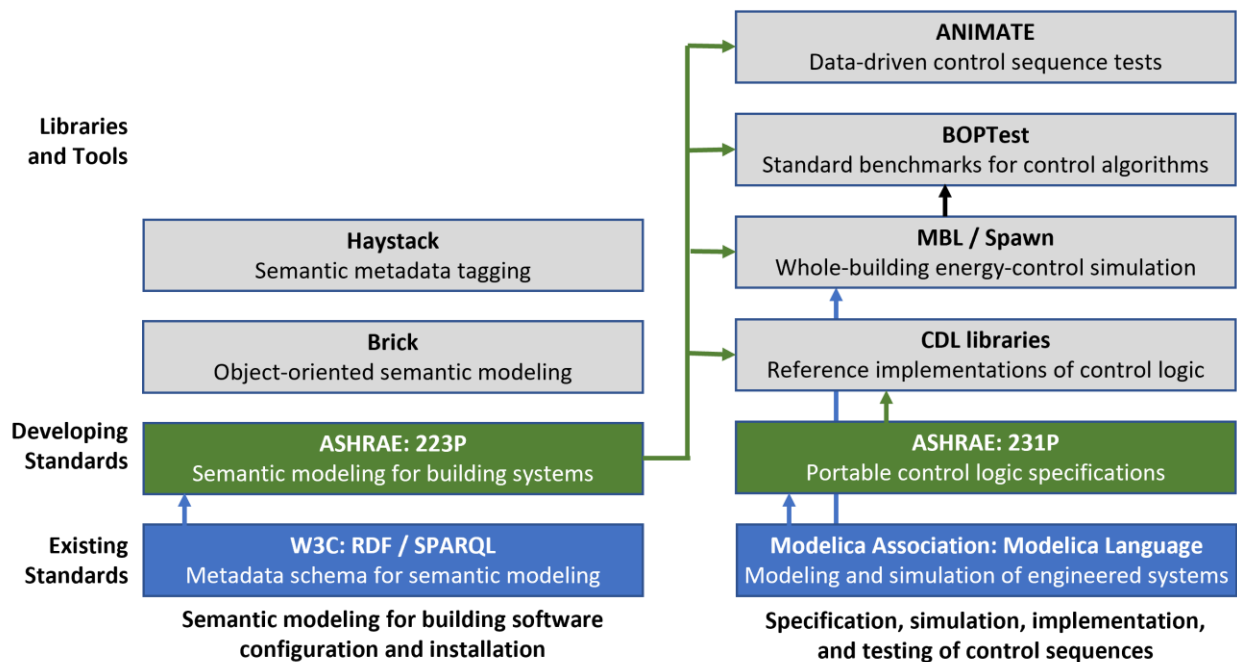 ANIMATE
Data-driven control sequence tests
Libraries
and Tools
BOPTest
Standard benchmarks for control algorithms
Haystack
Semantic metadata tagging
MBL / Spawn
Whole-building energy-control simulation
Brick
Object-oriented semantic modeling
CDL libraries
Reference implementations of control logic
Developing
Standards
ASHRAE: 223P
Semantic modeling for building systems
ASHRAE: 231P
Portable control logic specifications
Existing
Standards
W3C: RDF / SPARQL
Metadata schema for semantic modeling
Modelica Association: Modelica Language
Modeling and simulation of engineered systems
Semantic modeling for building software
configuration and installation
Specification, simulation, implementation,
and testing of control sequences